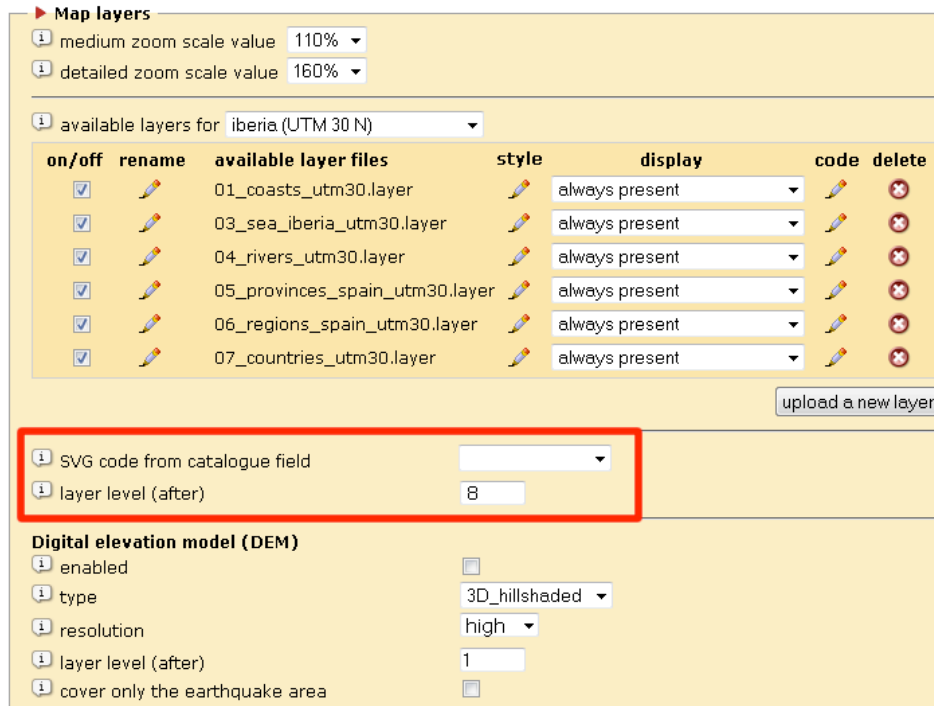 Map layers
medium zoom scale value 110%
detailed zoom scale value 160%
available layers for iberia (UTM 30 N)
on/off rename available layer files style display code delete
01_coasts_utm30.layer always present
03_sea_iberia_utm30.layer always present
04_rivers_utm30.layer always present
05_provinces_spain_utm30.layer always present
06_regions_spain_utm30.layer always present
07_countries_utm30.layer always present
upload a new layer
SVG code from catalogue field
layer level (after) 8
Digital elevation model (DEM)
enabled
type 3D_hillshaded
resolution high
layer level (after) 1
cover only the earthquake area